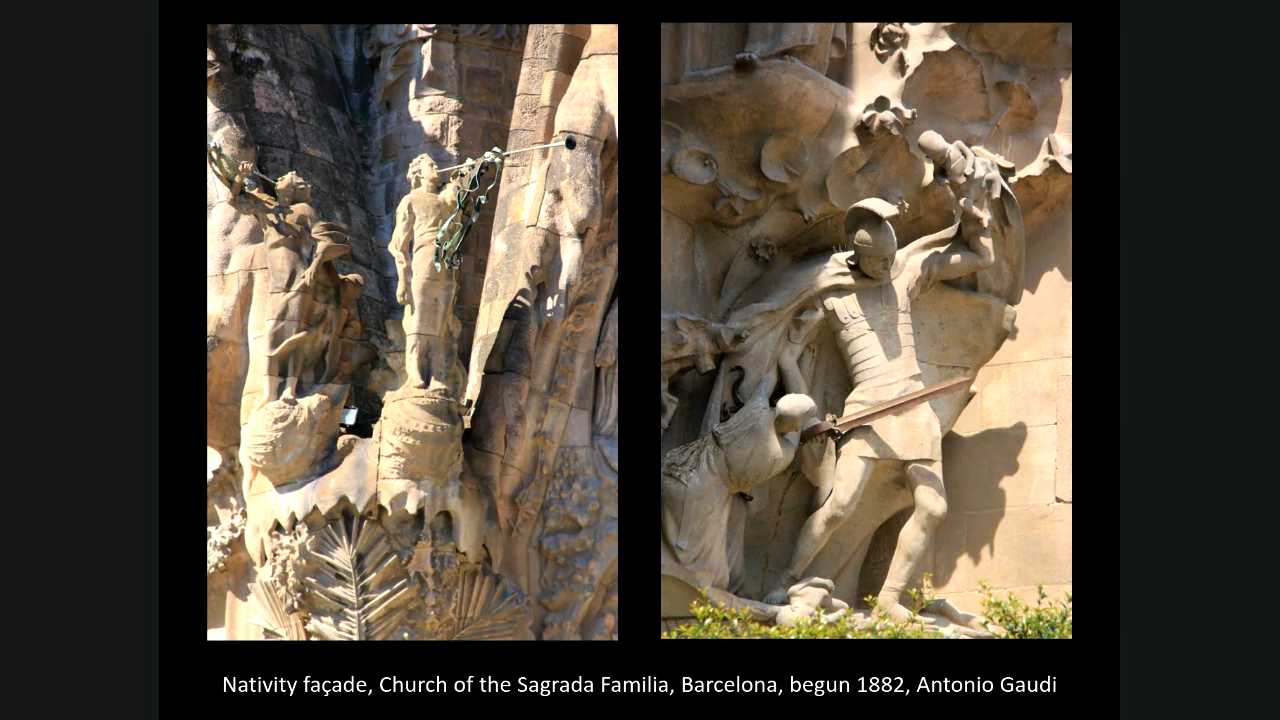 Nativity façade, Church of the Sagrada Familia, Barcelona, begun 1882, Antonio Gaudi